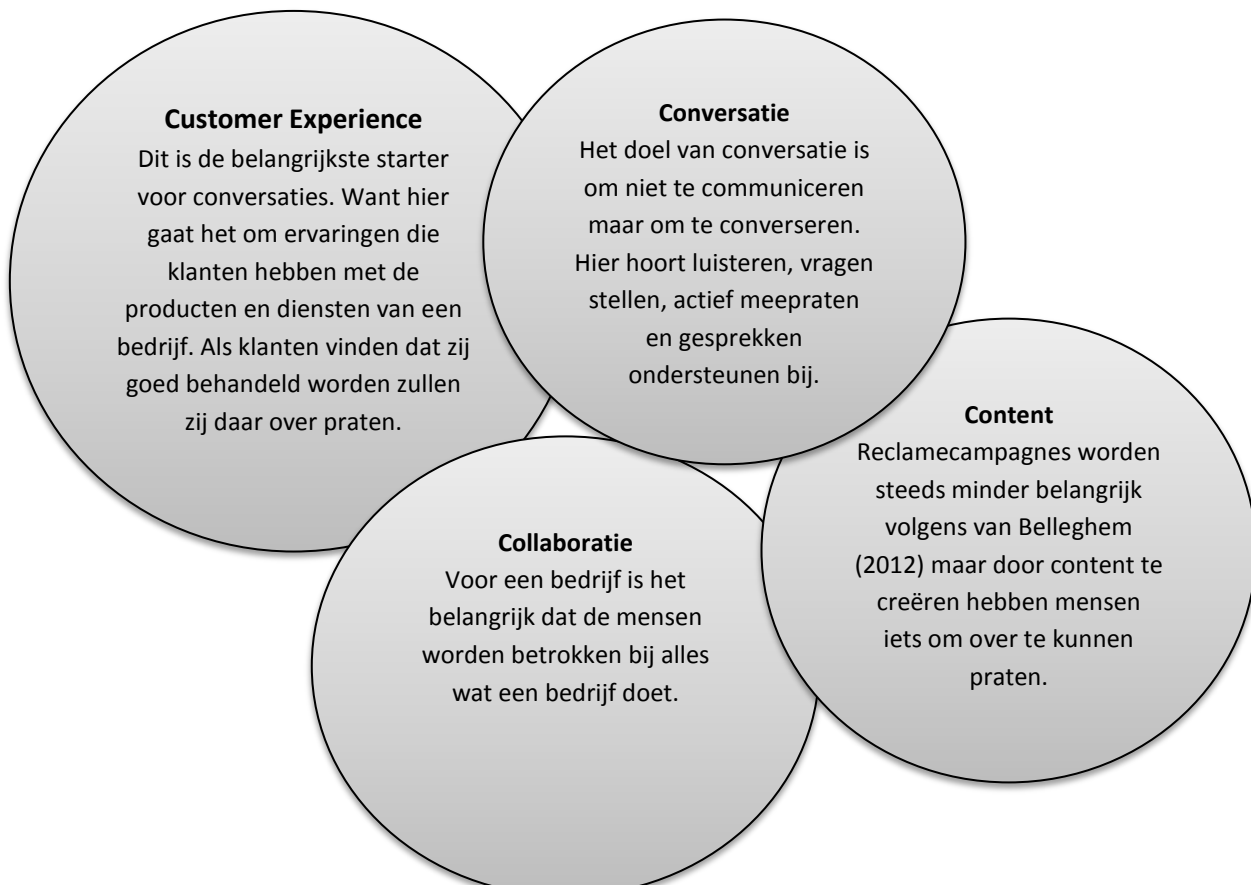 Customer Experience
Dit is de belangrijkste starter
voor conversaties. Want hier
gaat het om ervaringen die
klanten hebben met de
producten en diensten van een
bedrijf. Als klanten vinden dat zij
goed behandeld worden zullen
zij daar over praten.
Conversatie
Het doel van conversatie is
om niet te communiceren
maar om te converseren.
Hier hoort luisteren, vragen
stellen, actief meepraten
en gesprekken
ondersteunen bij.
Collaboratie
Voor een bedrijf is het
belangrijk dat de mensen
worden betrokken bij alles
wat een bedrijf doet.
Content
Reclamecampagnes worden
steeds minder belangrijk
volgens van Belleghem
(2012) maar door content te
creëren hebben mensen
iets om over te kunnen
praten.